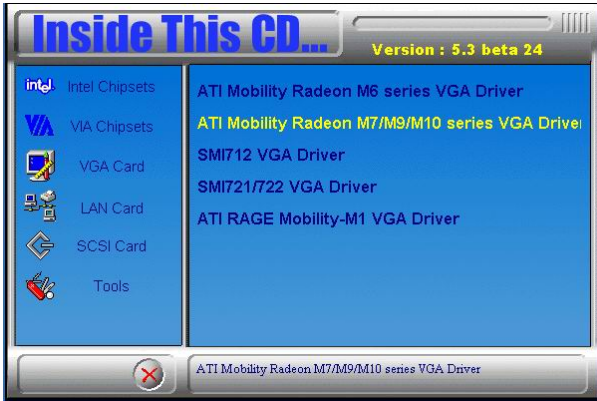 Inside This CD...
Version : 5.3 beta 24
intel Intel Chipsets
VIA VIA Chipsets
VGA Card
LAN Card
SCSI Card
Tools
ATI Mobility Radeon M6 series VGA Driver
ATI Mobility Radeon M7/M9/M10 series VGA Driver
SMI712 VGA Driver
SMI721/722 VGA Driver
ATI RAGE Mobility-M1 VGA Driver
ATI Mobility Radeon M7/M9/M10 series VGA Driver